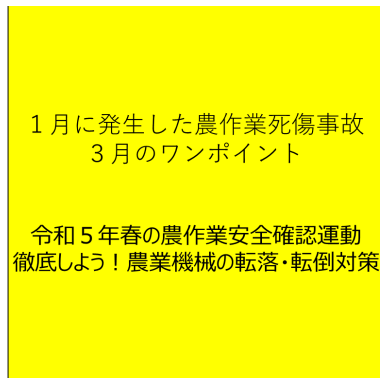 １月に発生した農作業死傷事故
３月のワンポイント
令和５年春の農作業安全確認運動
徹底しよう！農業機械の転落・転倒対策